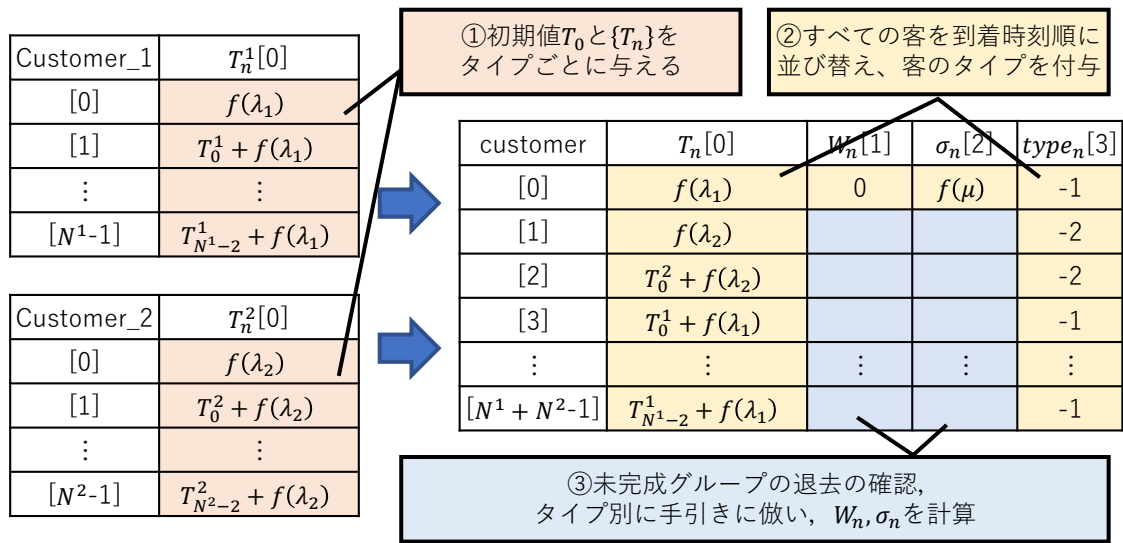 ①初期値T_0と{T_n}を
タイプごとに与える
②すべての客を到着時刻順に
並び替え、客のタイプを付与
Customer_1 T_n^1[0]
[0] f(λ_1)
[1] T_0^1 + f(λ_1)
⋮ ⋮
[N^1-1] T_{N^1-2}^1 + f(λ_1)
Customer_2 T_n^2[0]
[0] f(λ_2)
[1] T_0^2 + f(λ_2)
⋮ ⋮
[N^2-1] T_{N^2-2}^2 + f(λ_2)
customer T_n[0] W_n[1] σ_n[2] type_n[3]
[0] f(λ_1) 0 f(μ) -1
[1] f(λ_2) -2
[2] T_0^2 + f(λ_2) -2
[3] T_0^1 + f(λ_1) -1
⋮ ⋮ ⋮ ⋮ ⋮
[N^1 + N^2-1] T_{N^1-2}^1 + f(λ_1) -1
③未完成グループの退去の確認,
タイプ別に手引きに倣い, W_n, σ_nを計算